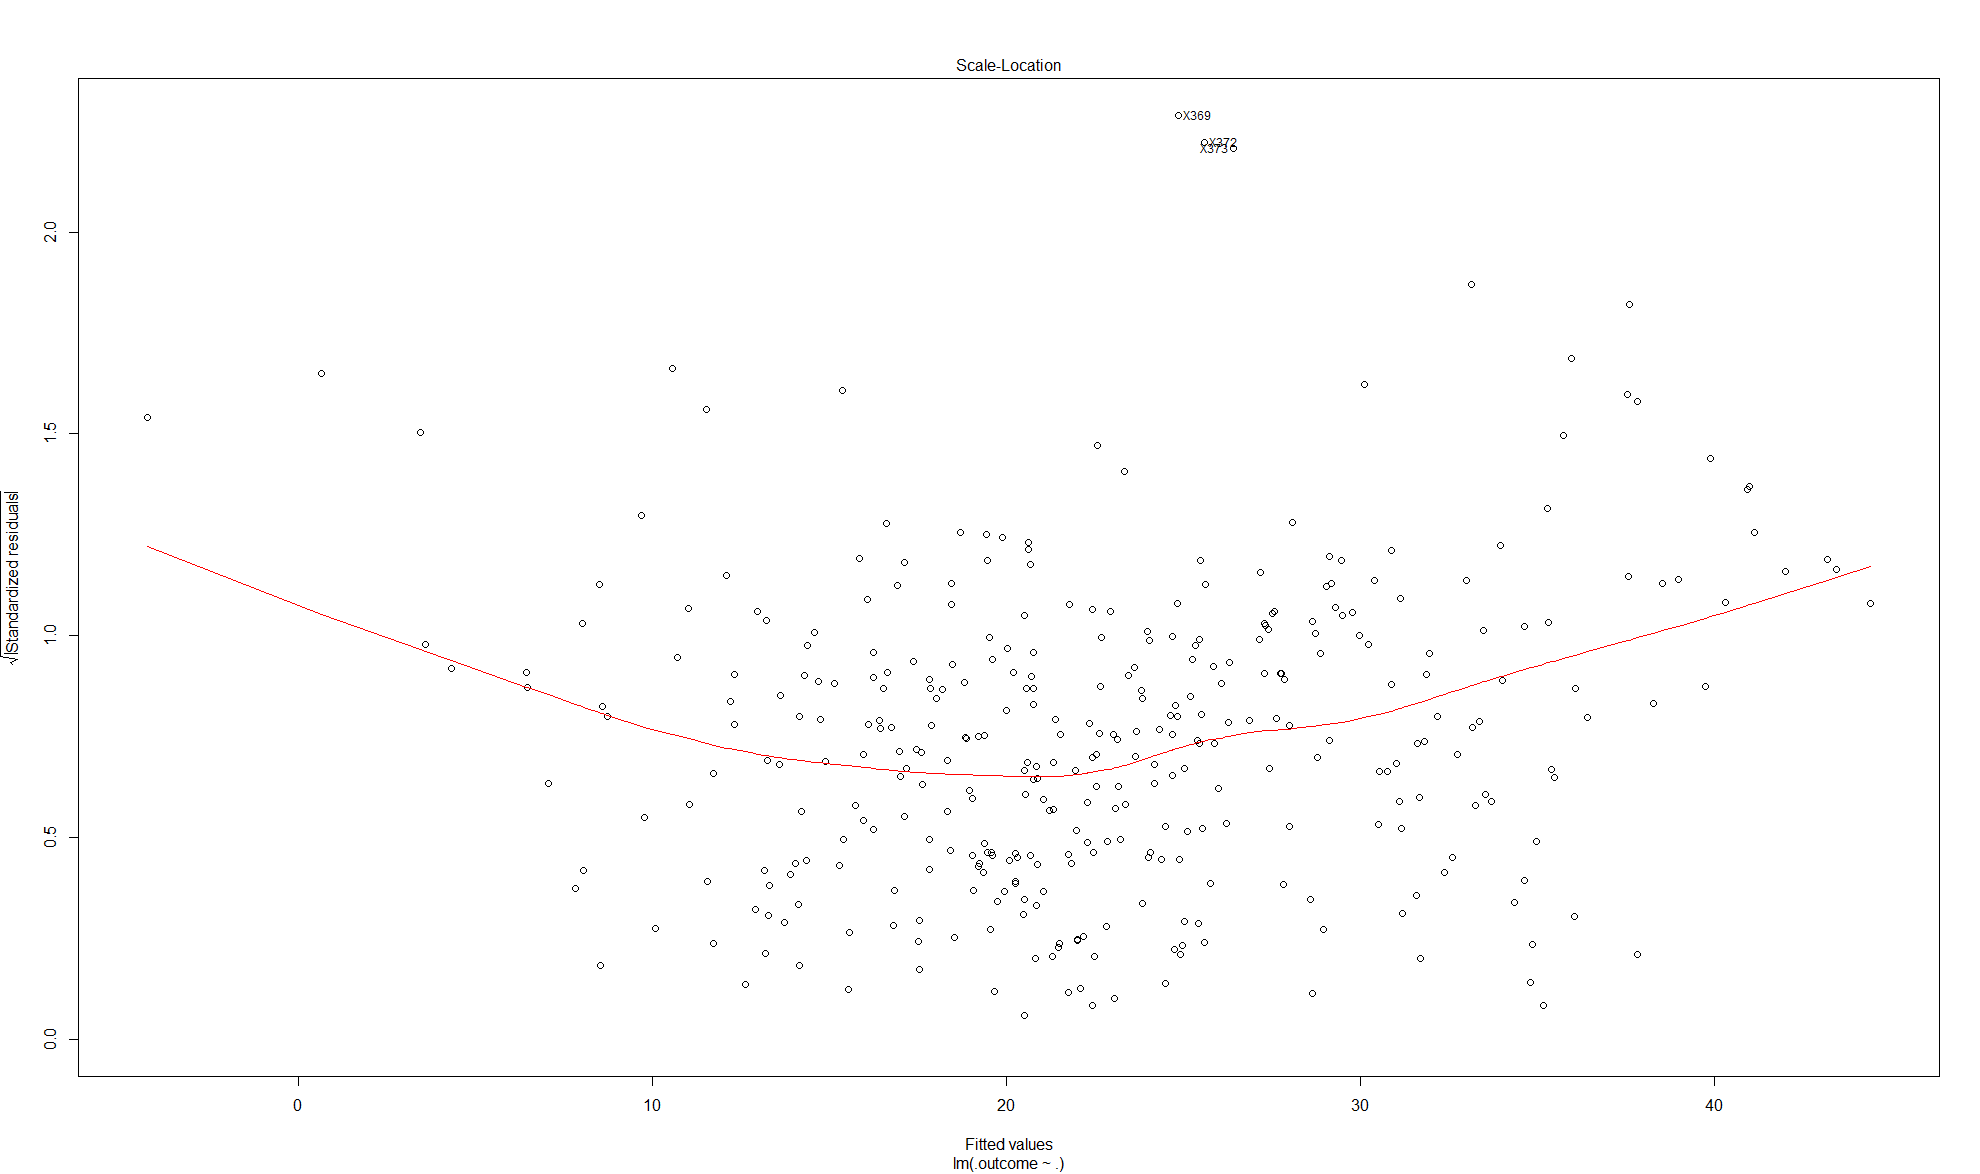 Scale-Location
X369
X372
X373
2.0
1.5
1.0
0.5
0.0
√|Standardized residuals|
0 10 20 30 40
Fitted values
lm(.outcome ~ .)